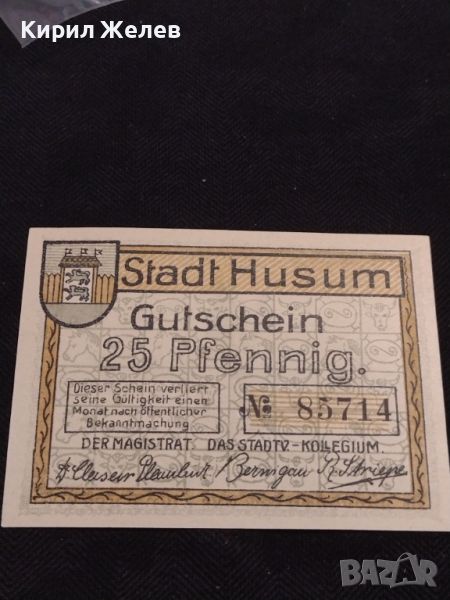 Кирил Желев
Stadt Husum
Gutschein
25 Pfennig.
Dieser Schein verliert
seine Gültigkeit einen
Monat nach öffentlicher
Bekanntmachung
№ 85714
DER MAGISTRAT. DAS STADTV.-KOLLEGIUM.
BAZAR